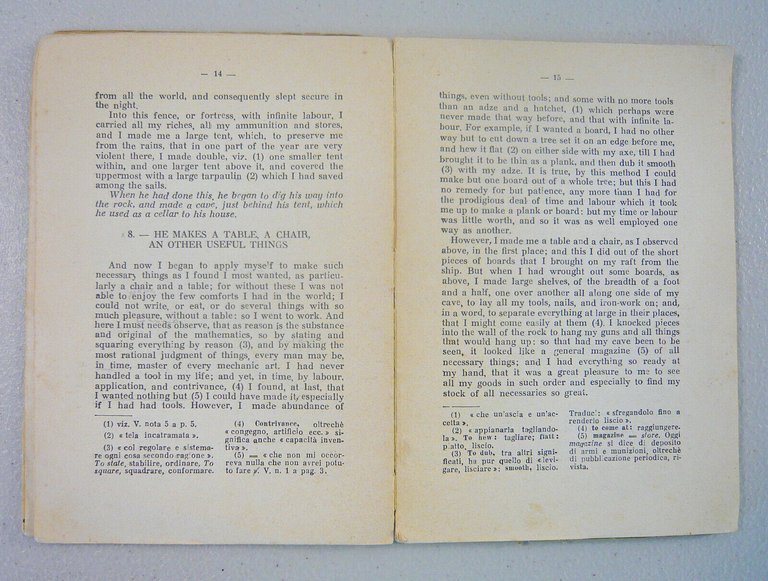 — 14 —
from all the world, and consequently slept secure in
the night.
Into this fence, or fortress, with infinite labour, I
carried all my riches, all my ammunition and stores,
and I made me a large tent, which, to preserve me
from the rains, that in one part of the year are very
violent there, I made double, viz. (1) one smaller tent
within, and one larger tent above it, and covered the
uppermost with a large tarpaulin (2) which I had saved
among the sails.
When he had done this, he began to dig his way into
the rock, and made a cave, just behind his tent, which
he used as a cellar to his house.
8. — HE MAKES A TABLE, A CHAIR,
AN OTHER USEFUL THINGS
And now I began to apply myself to make such
necessary things as I found I most wanted, as particu-
larly a chair and a table; for without these I was not
able to enjoy the few comforts I had in the world; I
could not write, or eat, or do several things with so
much pleasure, without a table: so I went to work. And
here I must needs observe, that as reason is the substance
and original of the mathematics, so by stating and
squaring everything by reason (3), and by making the
most rational judgment of things, every man may be,
in time, master of every mechanic art. I had never
handled a tool in my life; and yet, in time, by labour,
application, and contrivance, (4) I found, at last, that
I wanted nothing but (5) I could have made it, especially
if I had had tools. However, I made abundance of
(1) viz. V. nota 5 a p. 5.
(2) « tela incatramata ».
(3) « col regolare e sistema-
re ogni cosa secondo ragione ».
To state, stabilire, ordinare, To
square, squadrare, conformare.
(4) Contrivance, oltrechè
« congegno, artificio ecc. » si-
gnifica anche « capacità inven-
tiva ».
(5) = « che non mi occor-
reva nulla che non avrei potu-
to fare ». V. n. 1 a pag. 3.
— 15 —
things, even without tools; and some with no more tools
than an adze and a hatchet, (1) which perhaps were
never made that way before, and that with infinite la-
bour. For example, if I wanted a board, I had no other
way but to cut down a tree set it on an edge before me,
and hew it flat (2) on either side with my axe, till I had
brought it to be thin as a plank, and then dub it smooth
(3) with my adze. It is true, by this method I could
make but one board out of a whole tree; but this I had
no remedy for but patience, any more than I had for
the prodigious deal of time and labour which it took
me up to make a plank or board: but my time or labour
was little worth, and so it was as well employed one
way as another.
However, I made me a table and a chair, as I observed
above, in the first place; and this I did out of the short
pieces of boards that I brought on my raft from the
ship. But when I had wrought out some boards, as
above, I made large shelves, of the breadth of a foot
and a half, one over another all along one side of my
cave, to lay all my tools, nails, and iron-work on; and,
in a word, to separate everything at large in their places,
that I might come easily at them (4). I knocked pieces
into the wall of the rock to hang my guns and all things
that would hang up: so that had my cave been to be
seen, it looked like a general magazine (5) of all
necessary things; and I had everything so ready at
my hand, that it was a great pleasure to me to see
all my goods in such order and especially to find my
stock of all necessaries so great.
(1) « che un'ascia e un'ac-
cetta ».
(2) « appianarla tagliando-
la ». To hew: tagliare; flatt:
piatto, liscio.
(3) To dub, tra altri signi-
ficati, ha pur quello di « levi-
gare, lisciare »: smooth, liscio.
Traduci: « sfregandolo fino a
renderlo liscio ».
(4) to come at: raggiungere.
(5) magazine = store. Oggi
magazine si dice di deposito
di armi e munizioni, oltrechè
di pubblicazione periodica, ri-
vista.